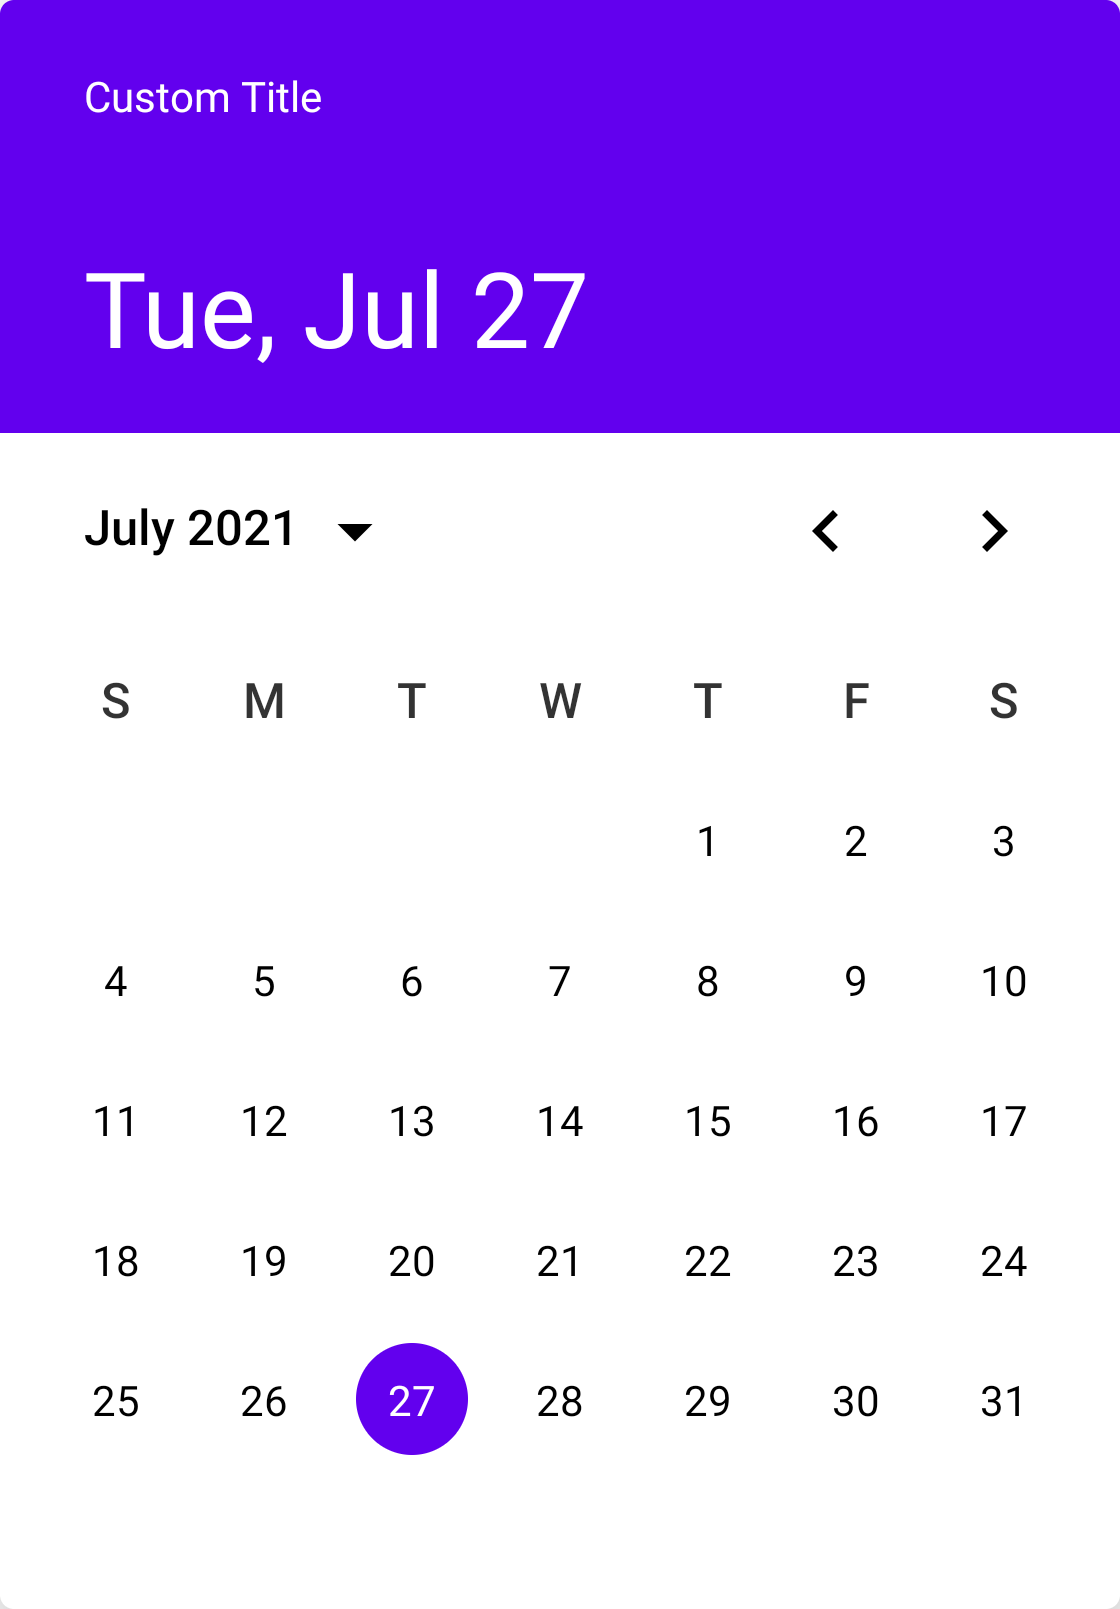 Custom Title
Tue, Jul 27
July 2021
S M T W T F S
1 2 3
4 5 6 7 8 9 10
11 12 13 14 15 16 17
18 19 20 21 22 23 24
25 26 27 28 29 30 31